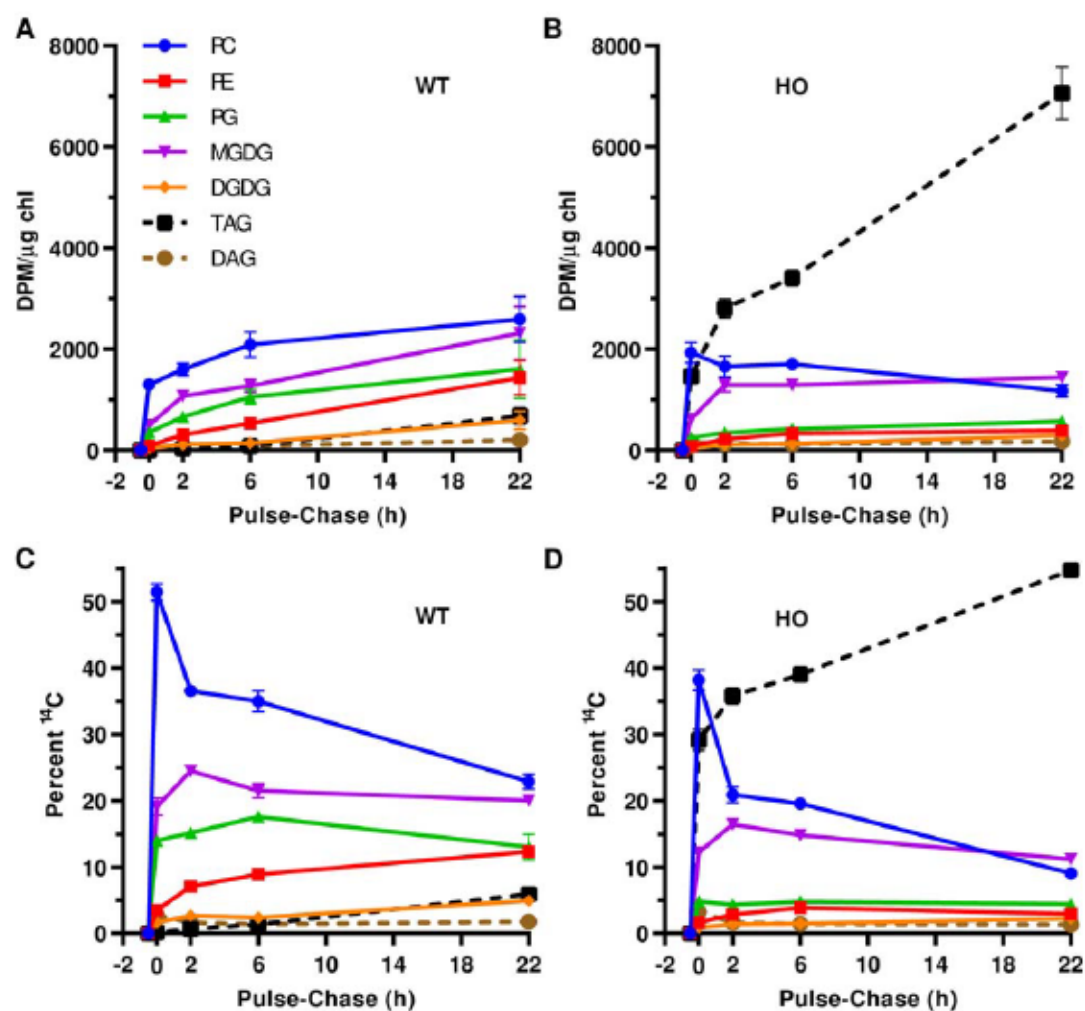 A
B
8000
6000
4000
2000
0
DPM/μg chl
PC
PE
PG
MGDG
DGDG
TAG
DAG
WT
-2 0 2 6 10 14 18 22
Pulse-Chase (h)
8000
6000
4000
2000
0
DPM/μg chl
HO
-2 0 2 6 10 14 18 22
Pulse-Chase (h)
C
D
50
40
30
20
10
0
Percent ¹⁴C
WT
-2 0 2 6 10 14 18 22
Pulse-Chase (h)
50
40
30
20
10
0
Percent ¹⁴C
HO
-2 0 2 6 10 14 18 22
Pulse-Chase (h)